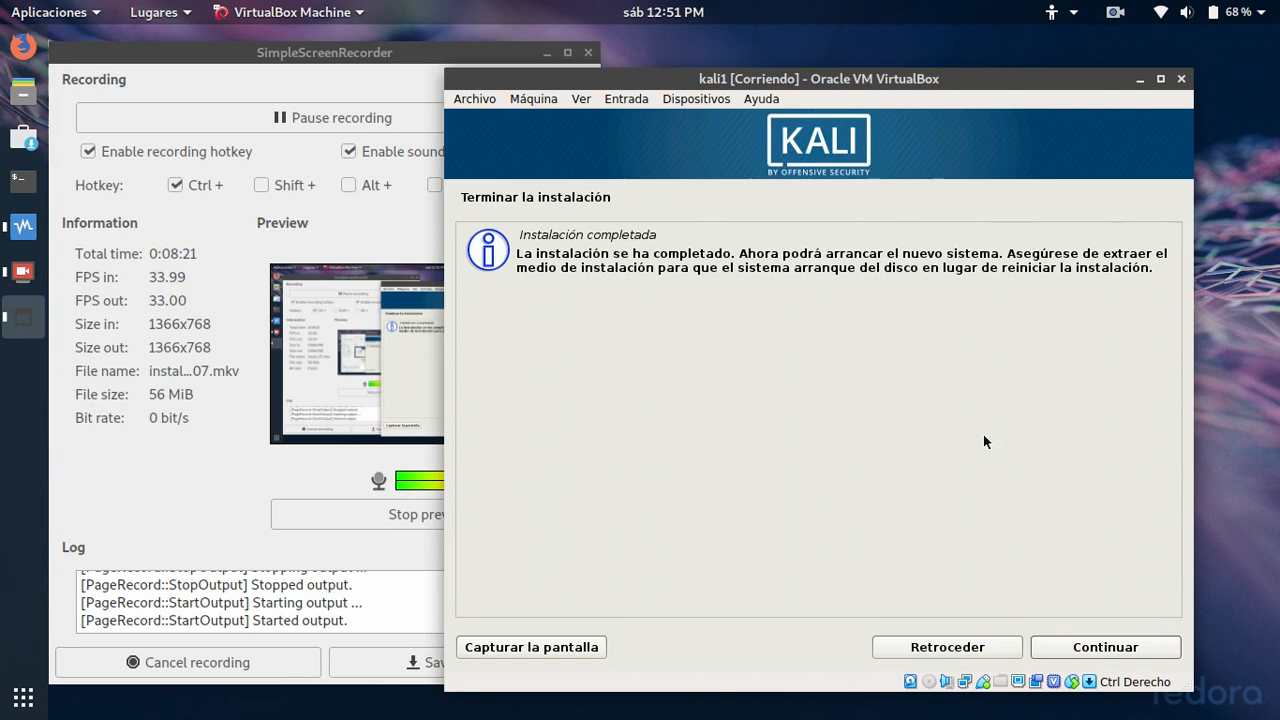 Aplicaciones
Lugares
VirtualBox Machine
sáb 12:51 PM
68 %
SimpleScreenRecorder
Recording
Pause recording
Enable recording hotkey
Enable sound
Hotkey:
Ctrl +
Shift +
Alt +
Information
Preview
Total time: 0:08:21
FPS in: 33.99
FPS out: 33.00
Size in: 1366x768
Size out: 1366x768
File name: instal...07.mkv
File size: 56 MiB
Bit rate: 0 bit/s
Stop prev
Log
[PageRecord::StopOutput] Stopped output.
[PageRecord::StartOutput] Starting output ...
[PageRecord::StartOutput] Started output.
Cancel recording
Sav
kali1 [Corriendo] - Oracle VM VirtualBox
Archivo Máquina Ver Entrada Dispositivos Ayuda
KALI
BY OFFENSIVE SECURITY
Terminar la instalación
Instalación completada
La instalación se ha completado. Ahora podrá arrancar el nuevo sistema. Asegúrese de extraer el
medio de instalación para que el sistema arranque del disco en lugar de reiniciar la instalación.
Capturar la pantalla
Retroceder
Continuar
Ctrl Derecho
fedora